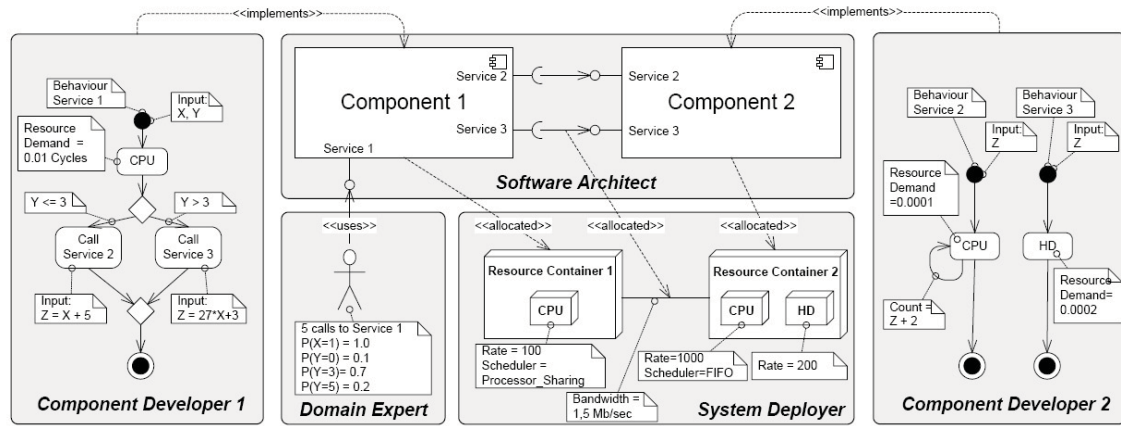 <<implements>>
<<implements>>
Behaviour
Service 1
Input:
X, Y
Resource
Demand =
0.01 Cycles
CPU
Y <= 3
Y > 3
Call
Service 2
Call
Service 3
Input:
Z = X + 5
Input:
Z = 27*X+3
Component Developer 1
Component 1
Service 2
Service 3
Service 1
Service 2
Service 3
Component 2
Software Architect
<<uses>>
5 calls to Service 1
P(X=1) = 1.0
P(Y=0) = 0.1
P(Y=3)= 0.7
P(Y=5) = 0.2
Domain Expert
<<allocated>>
<<allocated>>
<<allocated>>
Resource Container 1
CPU
Resource Container 2
CPU
HD
Rate = 100
Scheduler =
Processor_Sharing
Rate=1000
Scheduler=FIFO
Rate = 200
Bandwidth =
1,5 Mb/sec
System Deployer
Behaviour
Service 2
Behaviour
Service 3
Input:
Z
Input:
Z
Resource
Demand
=0.0001
CPU
HD
Count =
Z + 2
Resource
Demand=
0.0002
Component Developer 2